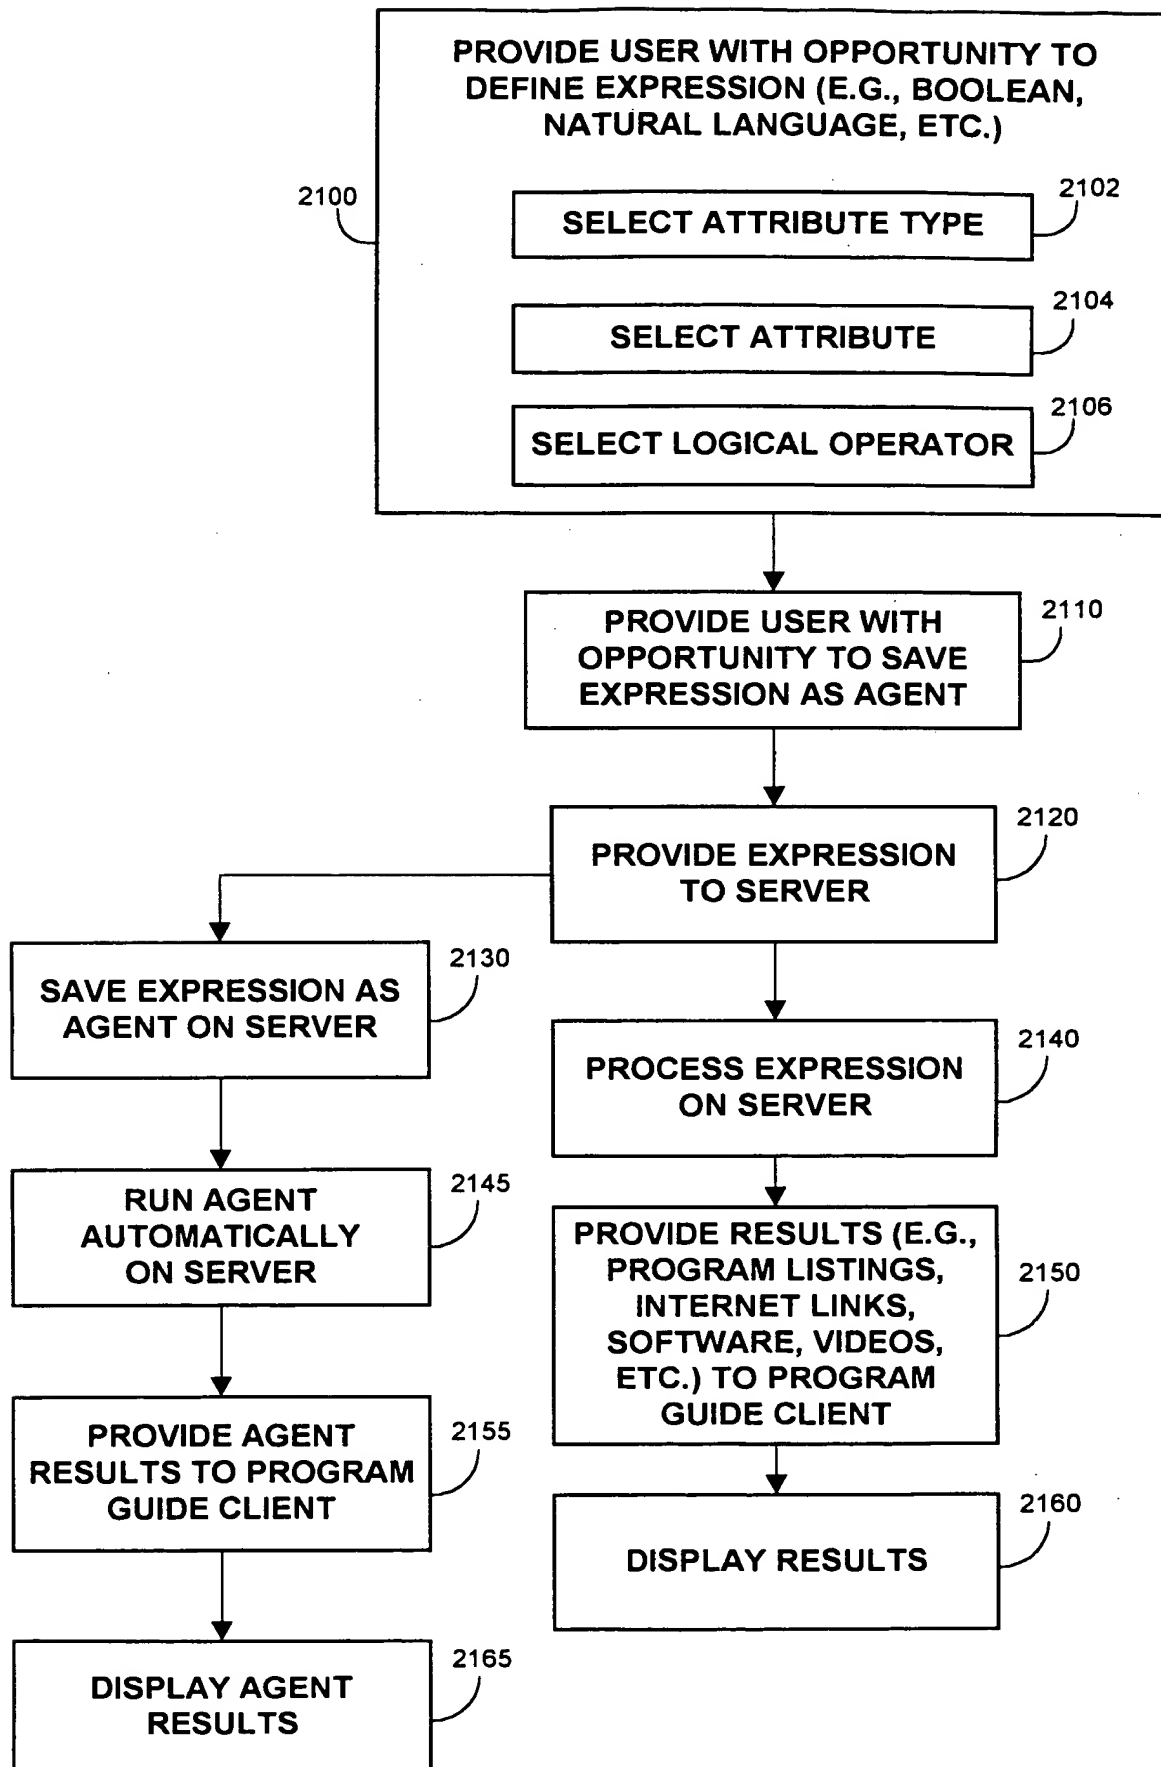 PROVIDE USER WITH OPPORTUNITY TO
DEFINE EXPRESSION (E.G., BOOLEAN,
NATURAL LANGUAGE, ETC.)
2100
2102
SELECT ATTRIBUTE TYPE
2104
SELECT ATTRIBUTE
2106
SELECT LOGICAL OPERATOR
2110
PROVIDE USER WITH
OPPORTUNITY TO SAVE
EXPRESSION AS AGENT
2120
PROVIDE EXPRESSION
TO SERVER
2130
SAVE EXPRESSION AS
AGENT ON SERVER
2140
PROCESS EXPRESSION
ON SERVER
2145
RUN AGENT
AUTOMATICALLY
ON SERVER
2150
PROVIDE RESULTS (E.G.,
PROGRAM LISTINGS,
INTERNET LINKS,
SOFTWARE, VIDEOS,
ETC.) TO PROGRAM
GUIDE CLIENT
2155
PROVIDE AGENT
RESULTS TO PROGRAM
GUIDE CLIENT
2160
DISPLAY RESULTS
2165
DISPLAY AGENT
RESULTS